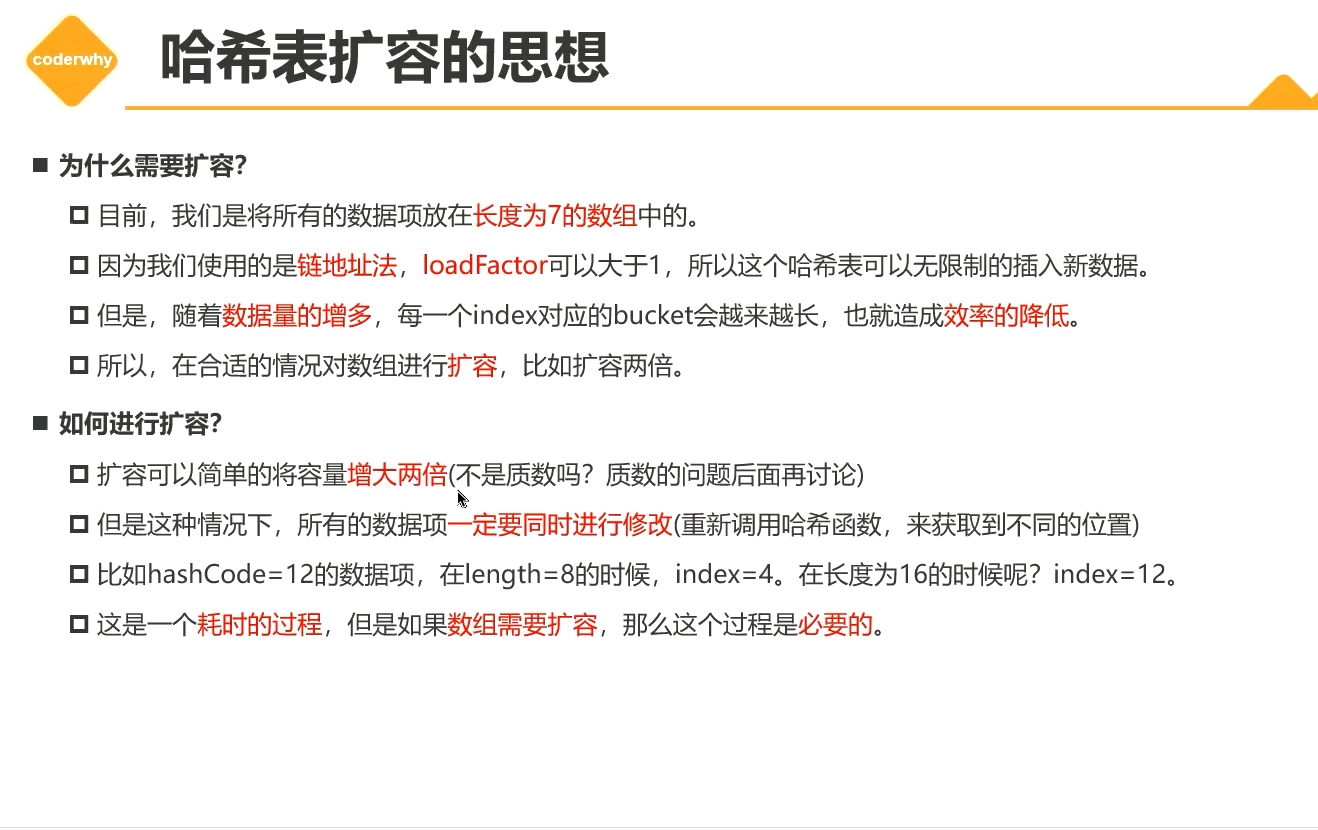 coderwhy
哈希表扩容的思想
为什么需要扩容?
目前，我们是将所有的数据项放在长度为7的数组中的。
因为我们使用的是链地址法，loadFactor可以大于1，所以这个哈希表可以无限制的插入新数据。
但是，随着数据量的增多，每一个index对应的bucket会越来越长，也就造成效率的降低。
所以，在合适的情况对数组进行扩容，比如扩容两倍。
如何进行扩容?
扩容可以简单的将容量增大两倍(不是质数吗？质数的问题后面再讨论)
但是这种情况下，所有的数据项一定要同时进行修改(重新调用哈希函数，来获取到不同的位置)
比如hashCode=12的数据项，在length=8的时候，index=4。在长度为16的时候呢？index=12。
这是一个耗时的过程，但是如果数组需要扩容，那么这个过程是必要的。